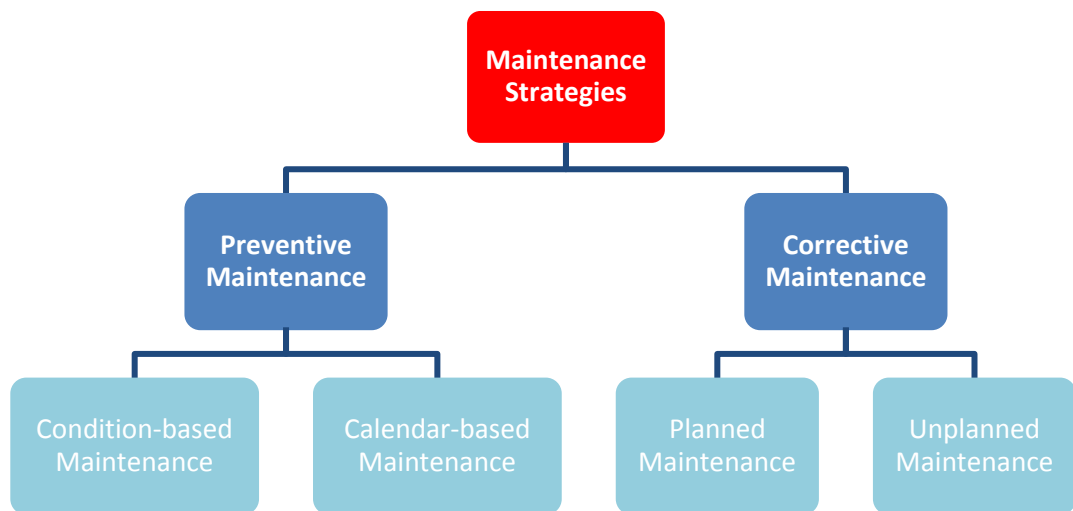 Maintenance
Strategies
Preventive
Maintenance
Corrective
Maintenance
Condition-based
Maintenance
Calendar-based
Maintenance
Planned
Maintenance
Unplanned
Maintenance